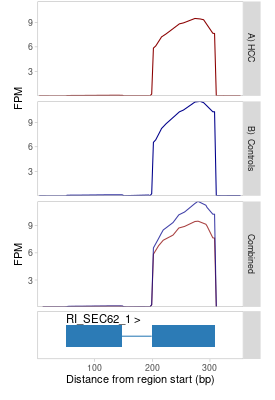 9
6
3
FPM
A) HCC
9
6
3
FPM
B) Controls
9
6
3
FPM
Combined
RI_SEC62_1 >
100 200 300
Distance from region start (bp)